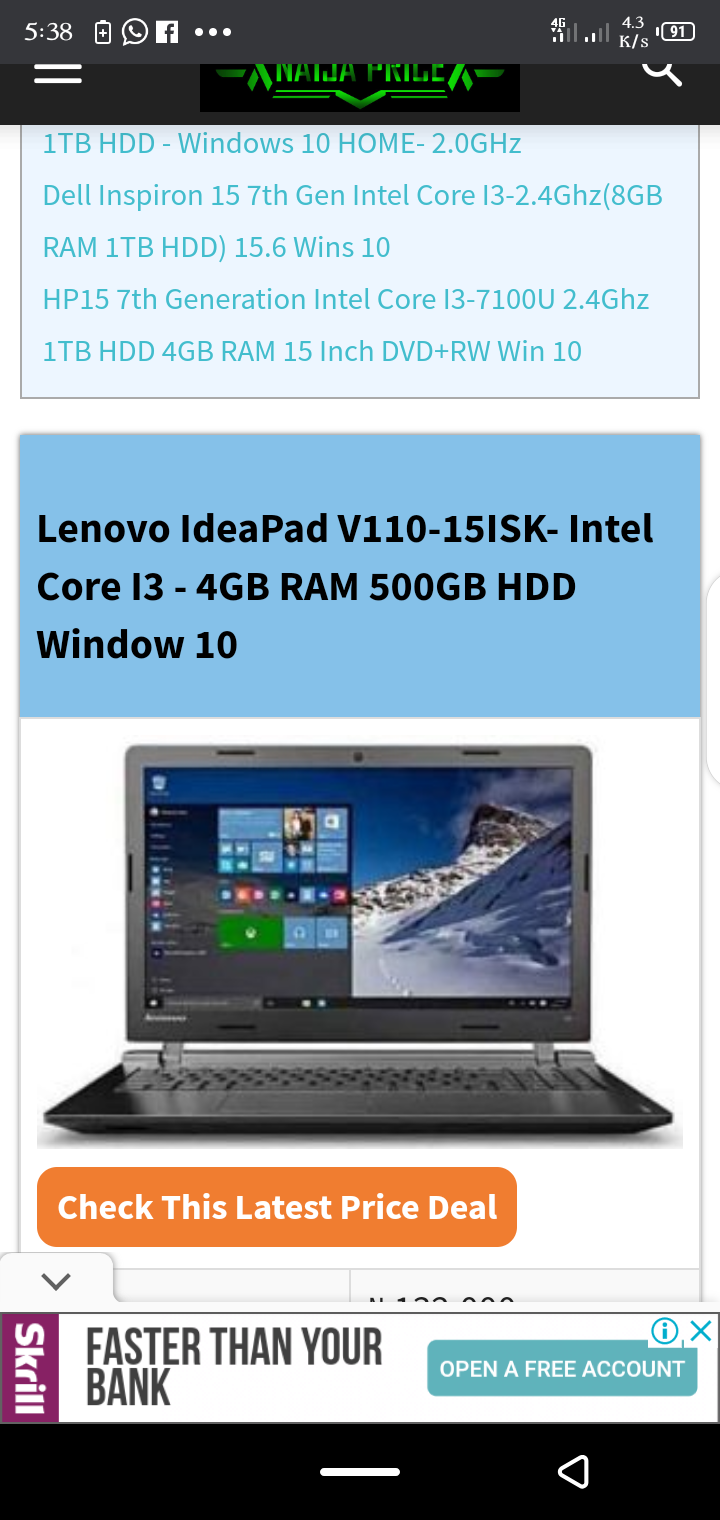 5:38
4G
4.3
K/s
91
NAIJA PRICE
1TB HDD - Windows 10 HOME- 2.0GHz
Dell Inspiron 15 7th Gen Intel Core I3-2.4Ghz(8GB
RAM 1TB HDD) 15.6 Wins 10
HP15 7th Generation Intel Core I3-7100U 2.4Ghz
1TB HDD 4GB RAM 15 Inch DVD+RW Win 10
Lenovo IdeaPad V110-15ISK- Intel
Core I3 - 4GB RAM 500GB HDD
Window 10
Check This Latest Price Deal
Skrill
FASTER THAN YOUR
BANK
OPEN A FREE ACCOUNT